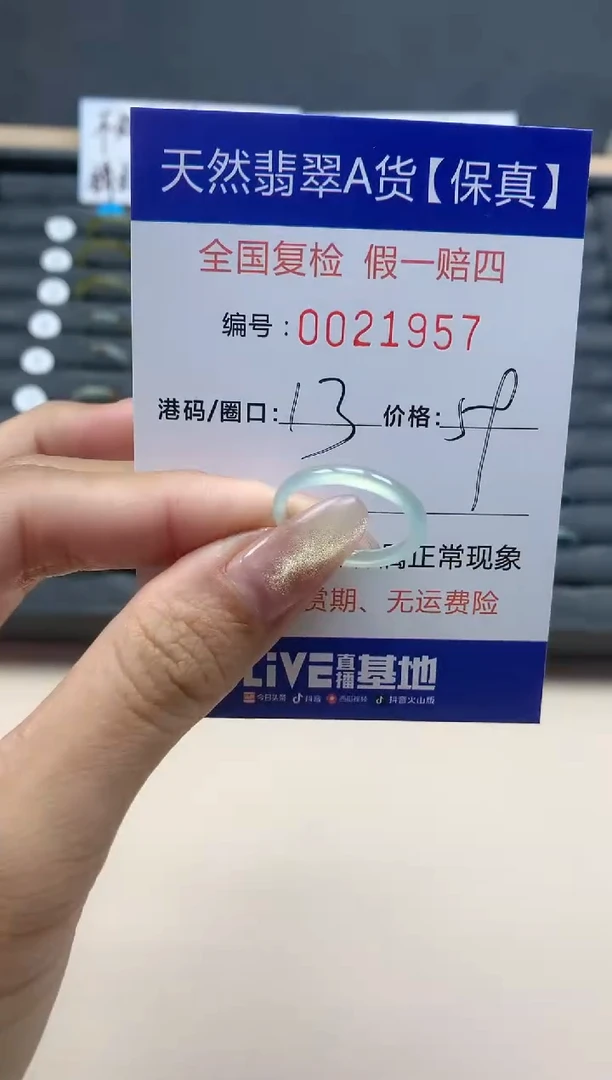 天然翡翠A货【保真】
全国复检 假一赔四
编号：0021957
港码/圈口：13 价格：59
属正常现象
赏期、无运费险
LiVE直播基地
今日头条 抖音 西瓜视频 抖音火山版